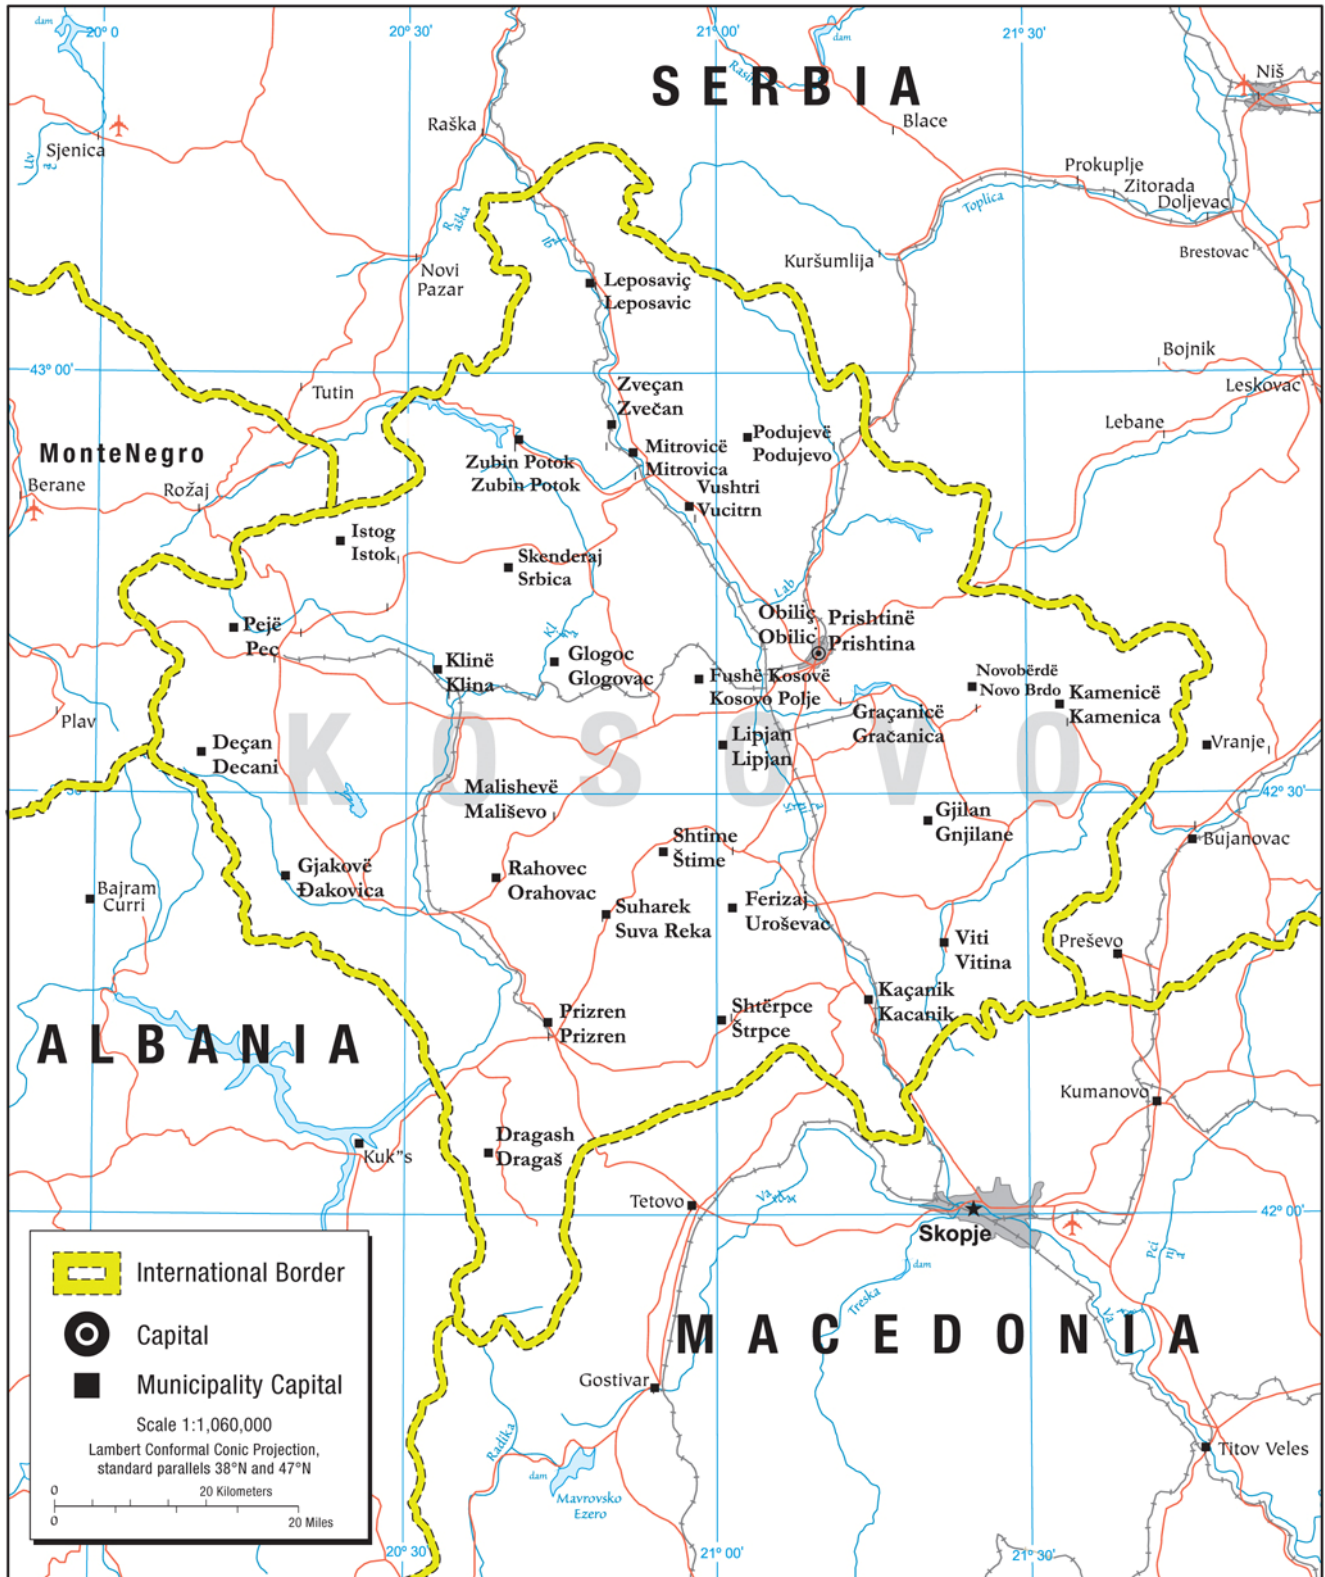 20° 0
20° 30'
21° 00'
21° 30'
dam
dam
SERBIA
Niš
Blace
Raška
Sjenica
Prokuplje
Zitorada
Doljevac
Toplica
Brestovac
Kuršumlija
Novi
Pazar
Leposaviç
Leposavic
43° 00'
Bojnik
Leskovac
Tutin
Zveçan
Zvečan
Lebane
MonteNegro
Podujevë
Podujevo
Mitrovicë
Mitrovica
Zubin Potok
Zubin Potok
Berane
Rožaj
Vushtri
Vucitrn
Istog
Istok
Skenderaj
Srbica
Lab
Obiliç
Obilic
Prishtinë
Prishtina
Pejë
Pec
Klinë
Klina
Glogoc
Glogovac
Fushë Kosovë
Kosovo Polje
Novobërdë
Novo Brdo
Kamenicë
Kamenica
Graçanicë
Gračanica
Plav
Deçan
Decani
KOSOVO
Lipjan
Lipjan
Vranje
Malishevë
Mališevo
42° 30'
Gjilan
Gnjilane
Shtime
Štime
Bujanovac
Gjakovë
Đakovica
Rahovec
Orahovac
Bajram
Curri
Suharek
Suva Reka
Ferizaj
Uroševac
Viti
Vitina
Preševo
Kaçanik
Kacanik
Prizren
Prizren
Shtërpce
Štrpce
ALBANIA
Kumanovo
Dragash
Dragaš
Kuk"s
Tetovo
42° 00'
Skopje
dam
Treska
MACEDONIA
International Border
Capital
Municipality Capital
Scale 1:1,060,000
Lambert Conformal Conic Projection,
standard parallels 38°N and 47°N
0
20 Kilometers
0
20 Miles
Gostivar
Radika
dam
Mavrovsko
Ezero
Titov Veles
20° 30'
21° 00'
21° 30'